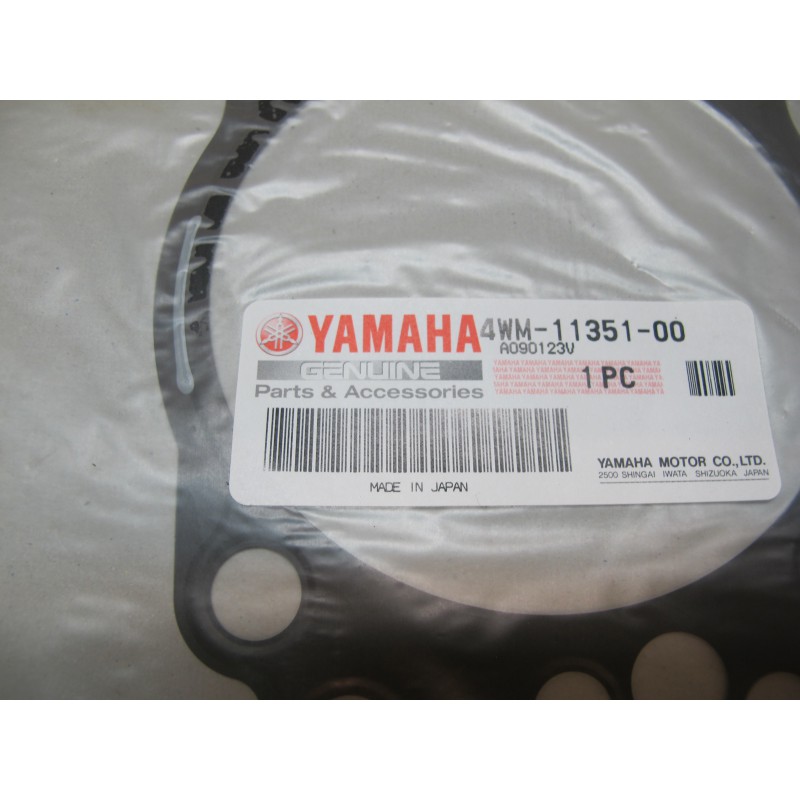 YAMAHA 4WM-11351-00
A090123V
GENUINE
Parts & Accessories
1 PC
YAMAHA MOTOR CO.,LTD.
2500 SHINGAI IWATA SHIZUOKA JAPAN
MADE IN JAPAN